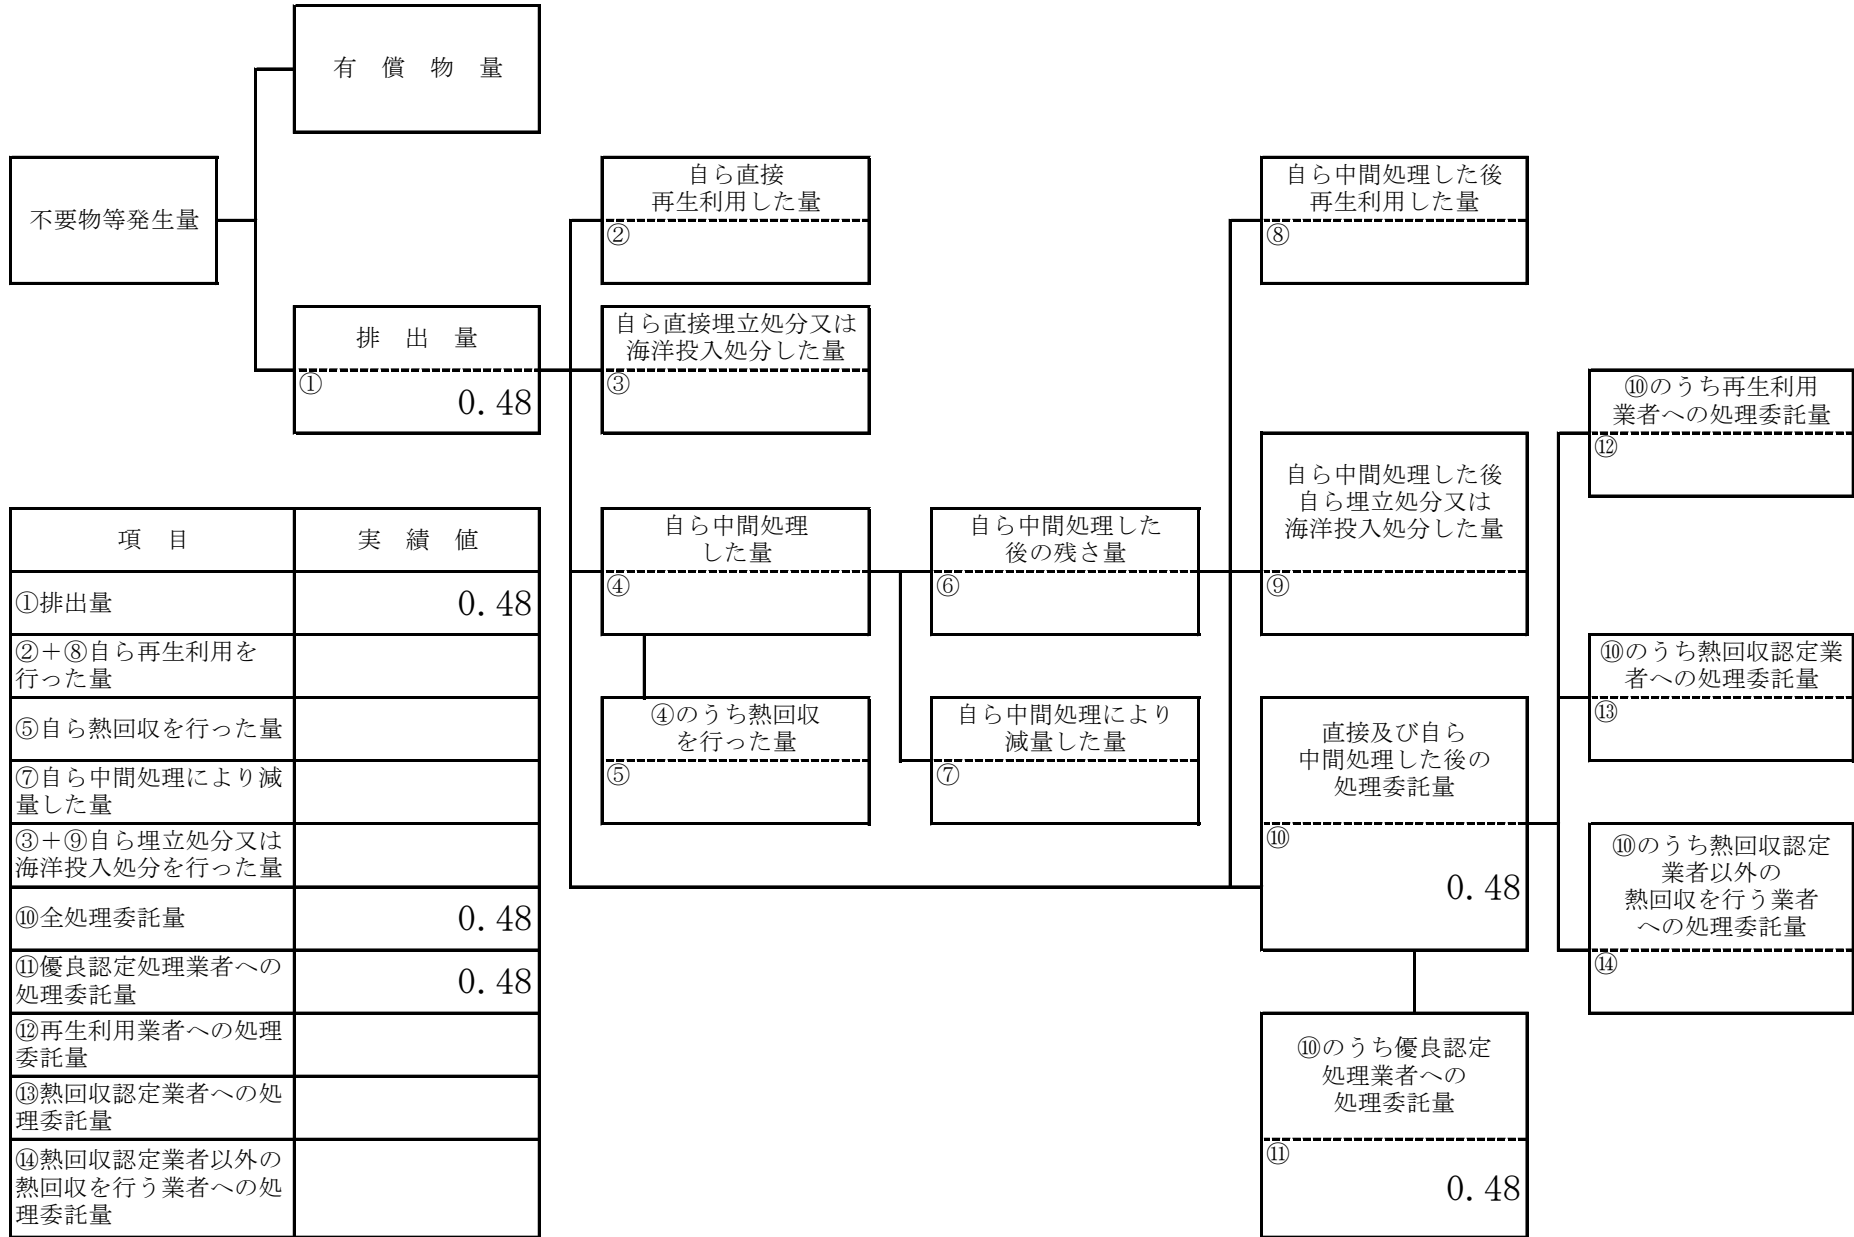 有　償　物　量
不要物等発生量
排　出　量
①
0.48
自ら直接
再生利用した量
②
自ら直接埋立処分又は
海洋投入処分した量
③
自ら中間処理
した量
④
④のうち熱回収
を行った量
⑤
自ら中間処理した
後の残さ量
⑥
自ら中間処理により
減量した量
⑦
自ら中間処理した後
再生利用した量
⑧
自ら中間処理した後
自ら埋立処分又は
海洋投入処分した量
⑨
直接及び自ら
中間処理した後の
処理委託量
⑩
0.48
⑩のうち優良認定
処理業者への
処理委託量
⑪
0.48
⑩のうち再生利用
業者への処理委託量
⑫
⑩のうち熱回収認定業
者への処理委託量
⑬
⑩のうち熱回収認定
業者以外の
熱回収を行う業者
への処理委託量
⑭
項　目　実　績　値
①排出量　0.48
②＋⑧自ら再生利用を
行った量
⑤自ら熱回収を行った量
⑦自ら中間処理により減
量した量
③＋⑨自ら埋立処分又は
海洋投入処分を行った量
⑩全処理委託量　0.48
⑪優良認定処理業者への
処理委託量　0.48
⑫再生利用業者への処理
委託量
⑬熱回収認定業者への処
理委託量
⑭熱回収認定業者以外の
熱回収を行う業者への処
理委託量